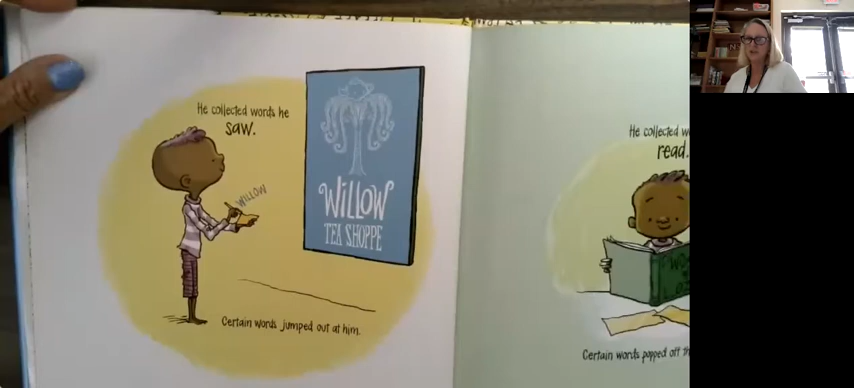 He collected words he
saw.
WILLOW
WILLOW
TEA SHOPPE
Certain words jumped out at him.
He collected
read.
Certain words popped off